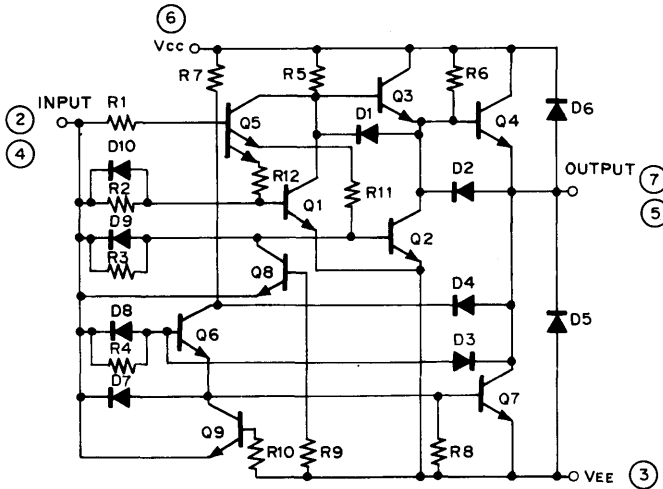 6
Vcc
R7
R5
Q3
R6
Q4
D6
2
INPUT
R1
Q5
D1
4
D10
R2
R12
Q1
R11
D2
OUTPUT
7
5
D9
R3
Q2
Q8
D4
D8
R4
Q6
D3
D5
D7
Q7
Q9
R10
R9
R8
VEE
3